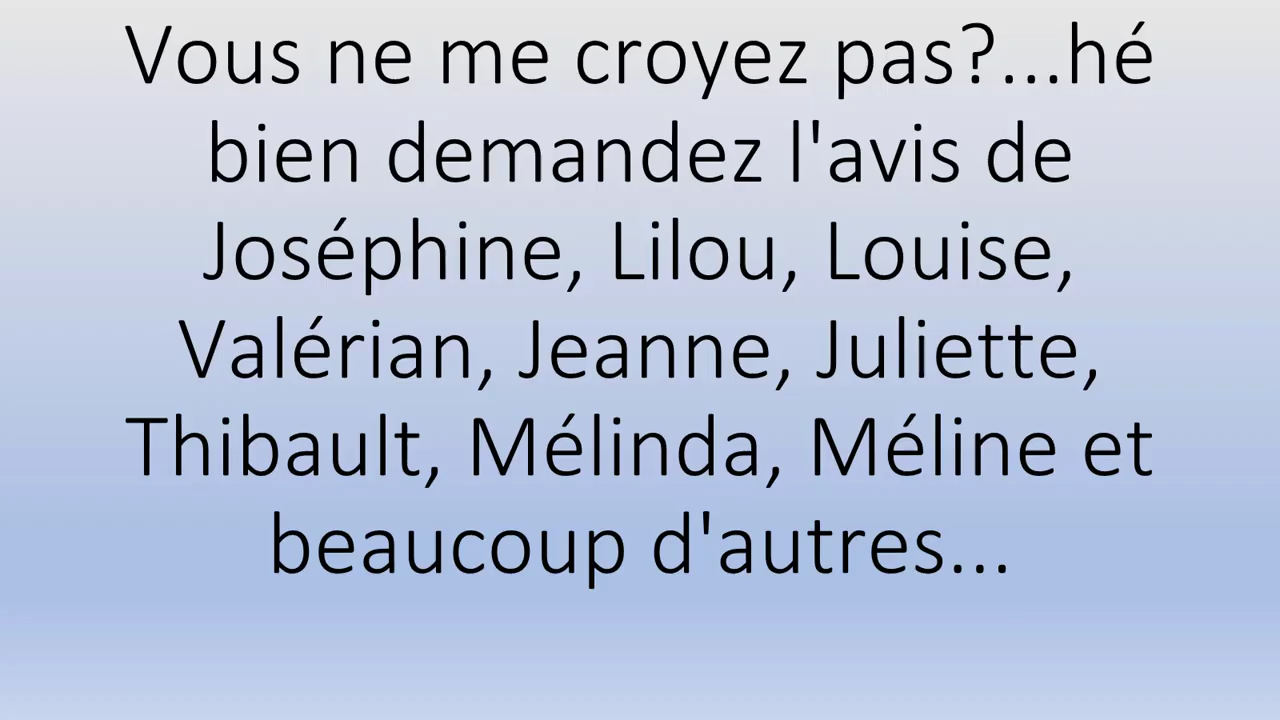 Vous ne me croyez pas?...hé
bien demandez l'avis de
Joséphine, Lilou, Louise,
Valérian, Jeanne, Juliette,
Thibault, Mélinda, Méline et
beaucoup d'autres...